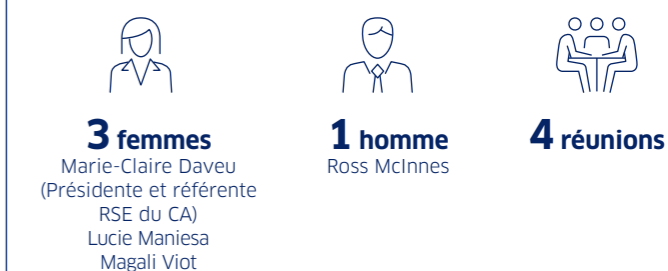 3 femmes
Marie-Claire Daveu
(Présidente et référente
RSE du CA)
Lucie Maniesa
Magali Viot
1 homme
Ross McInnes
4 réunions